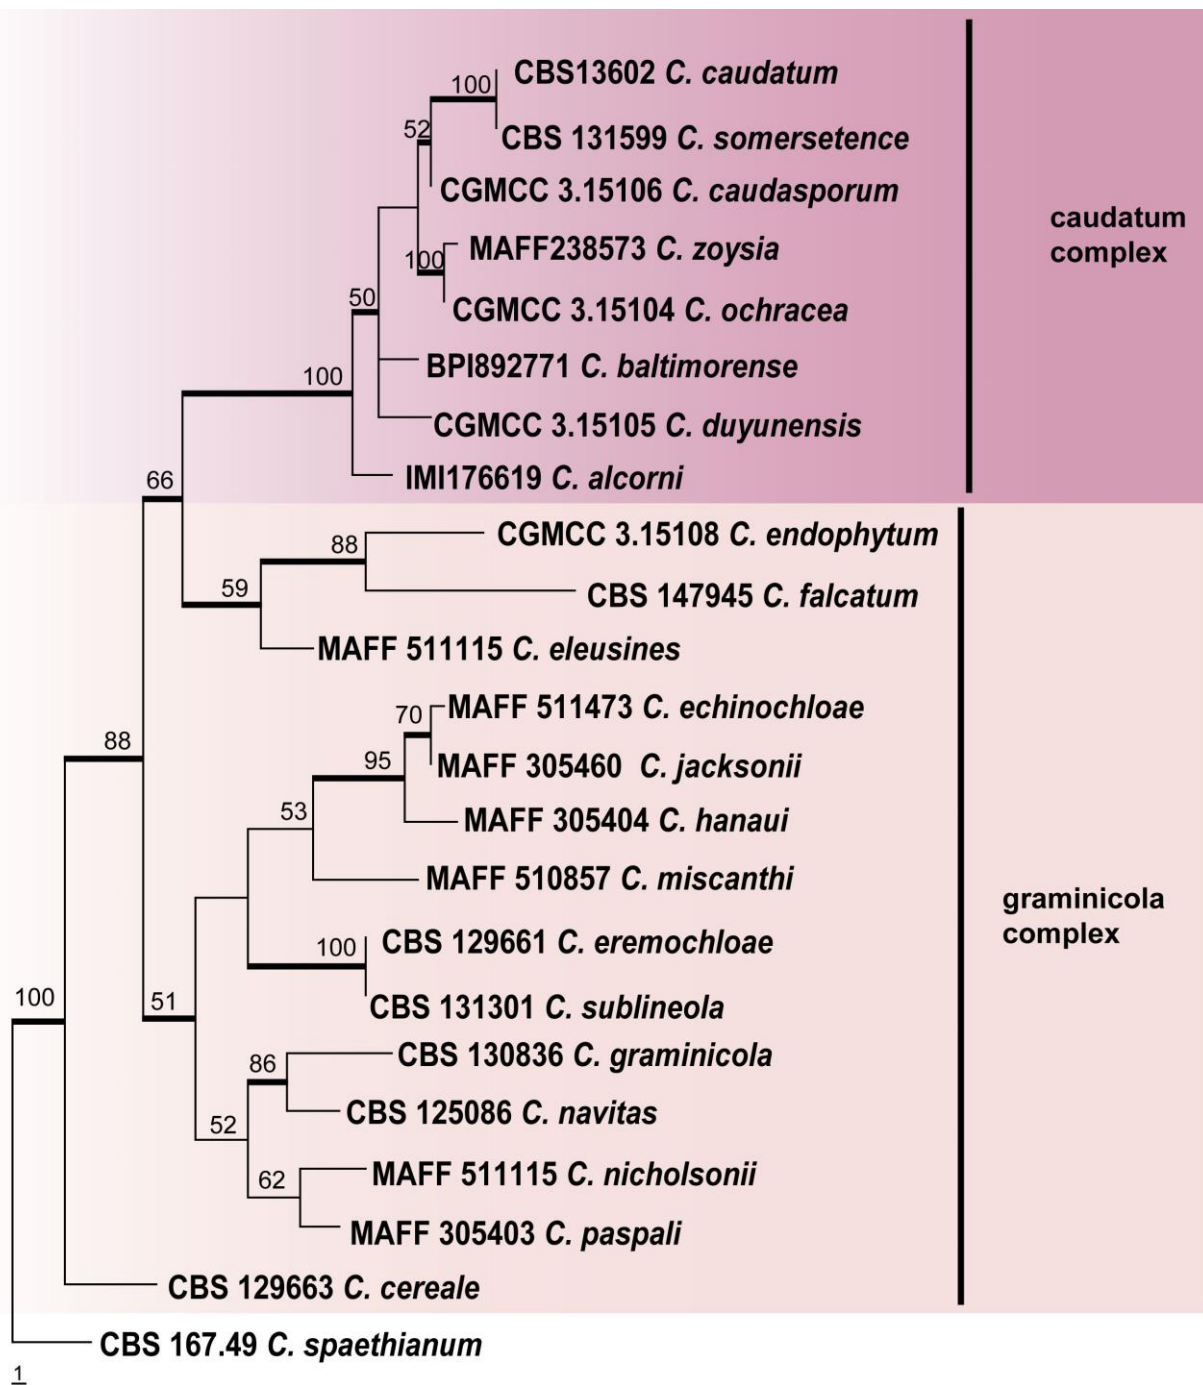 CBS13602 C. caudatum
100
52
CBS 131599 C. somersetence
CGMCC 3.15106 C. caudasporum
caudatum
complex
MAFF238573 C. zoysia
100
50
CGMCC 3.15104 C. ochracea
BPI892771 C. baltimorense
100
CGMCC 3.15105 C. duyunensis
IMI176619 C. alcorni
66
CGMCC 3.15108 C. endophytum
88
59
CBS 147945 C. falcatum
MAFF 511115 C. eleusines
MAFF 511473 C. echinochloae
70
88
95
MAFF 305460 C. jacksonii
53
MAFF 305404 C. hanaui
MAFF 510857 C. miscanthi
graminicola
complex
100
CBS 129661 C. eremochloae
100
51
CBS 131301 C. sublineola
CBS 130836 C. graminicola
86
CBS 125086 C. navitas
52
MAFF 511115 C. nicholsonii
62
MAFF 305403 C. paspali
CBS 129663 C. cereale
CBS 167.49 C. spaethianum
1